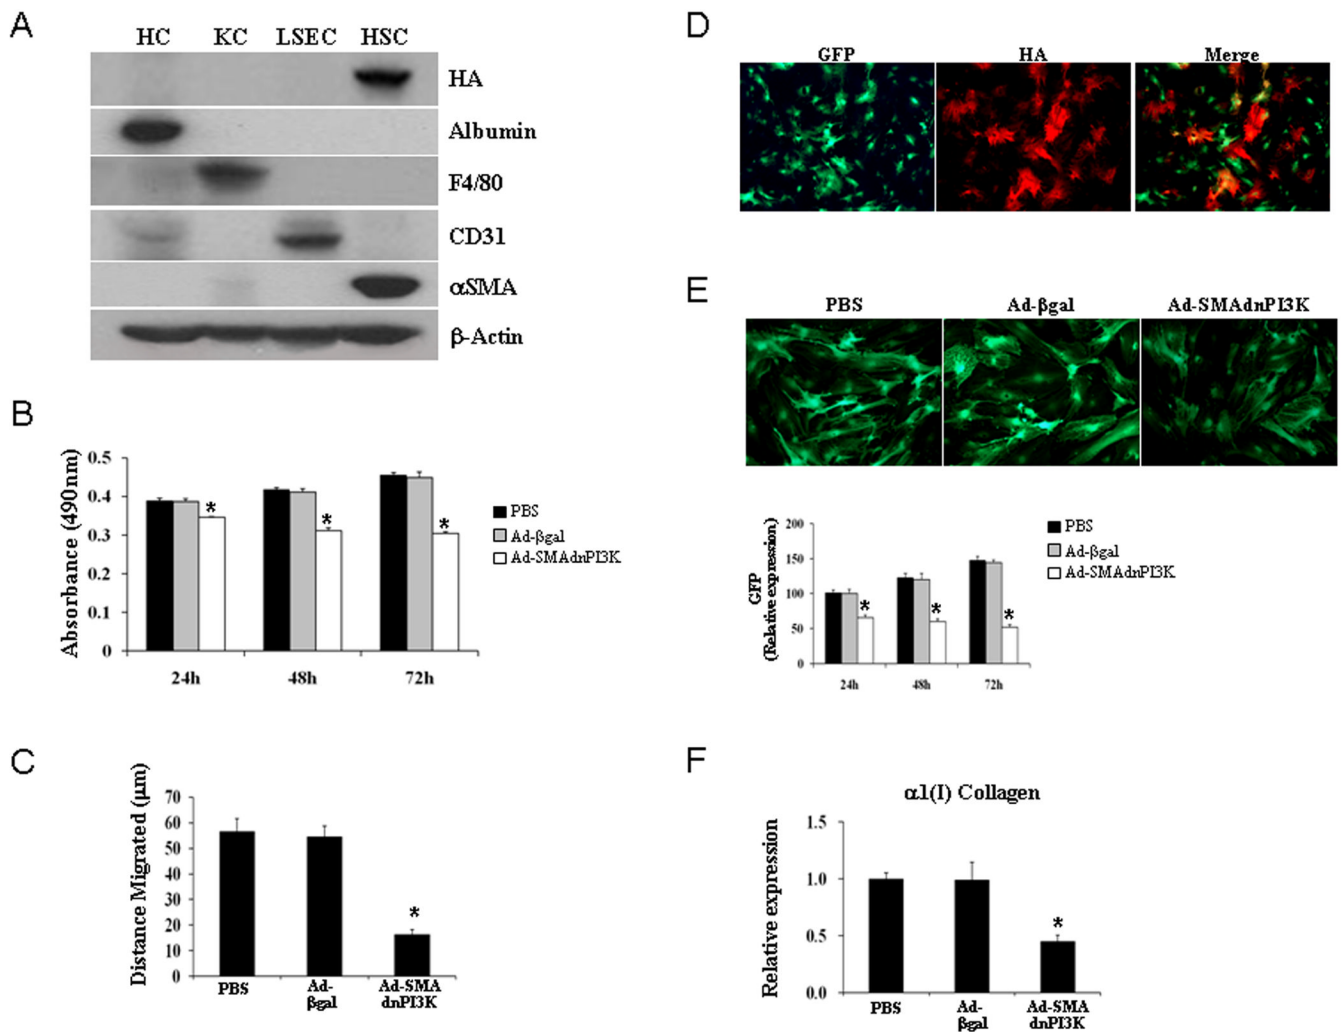 A
HC KC LSEC HSC
HA
Albumin
F4/80
CD31
αSMA
β-Actin
B
Absorbance (490nm)
0.5
0.4
0.3
0.2
0.1
0
* * *
24h 48h 72h
PBS
Ad-βgal
Ad-SMAdnPI3K
C
Distance Migrated (μm)
70
60
50
40
30
20
10
0
*
PBS Ad-βgal Ad-SMA dnPI3K
D
GFP HA Merge
E
PBS Ad-βgal Ad-SMAdnPI3K
GFP
(Relative expression)
200
150
100
50
0
* * *
24h 48h 72h
PBS
Ad-βgal
Ad-SMAdnPI3K
F
α1(I) Collagen
Relative expression
1.5
1.0
0.5
0.0
*
PBS Ad-βgal Ad-SMA dnPI3K